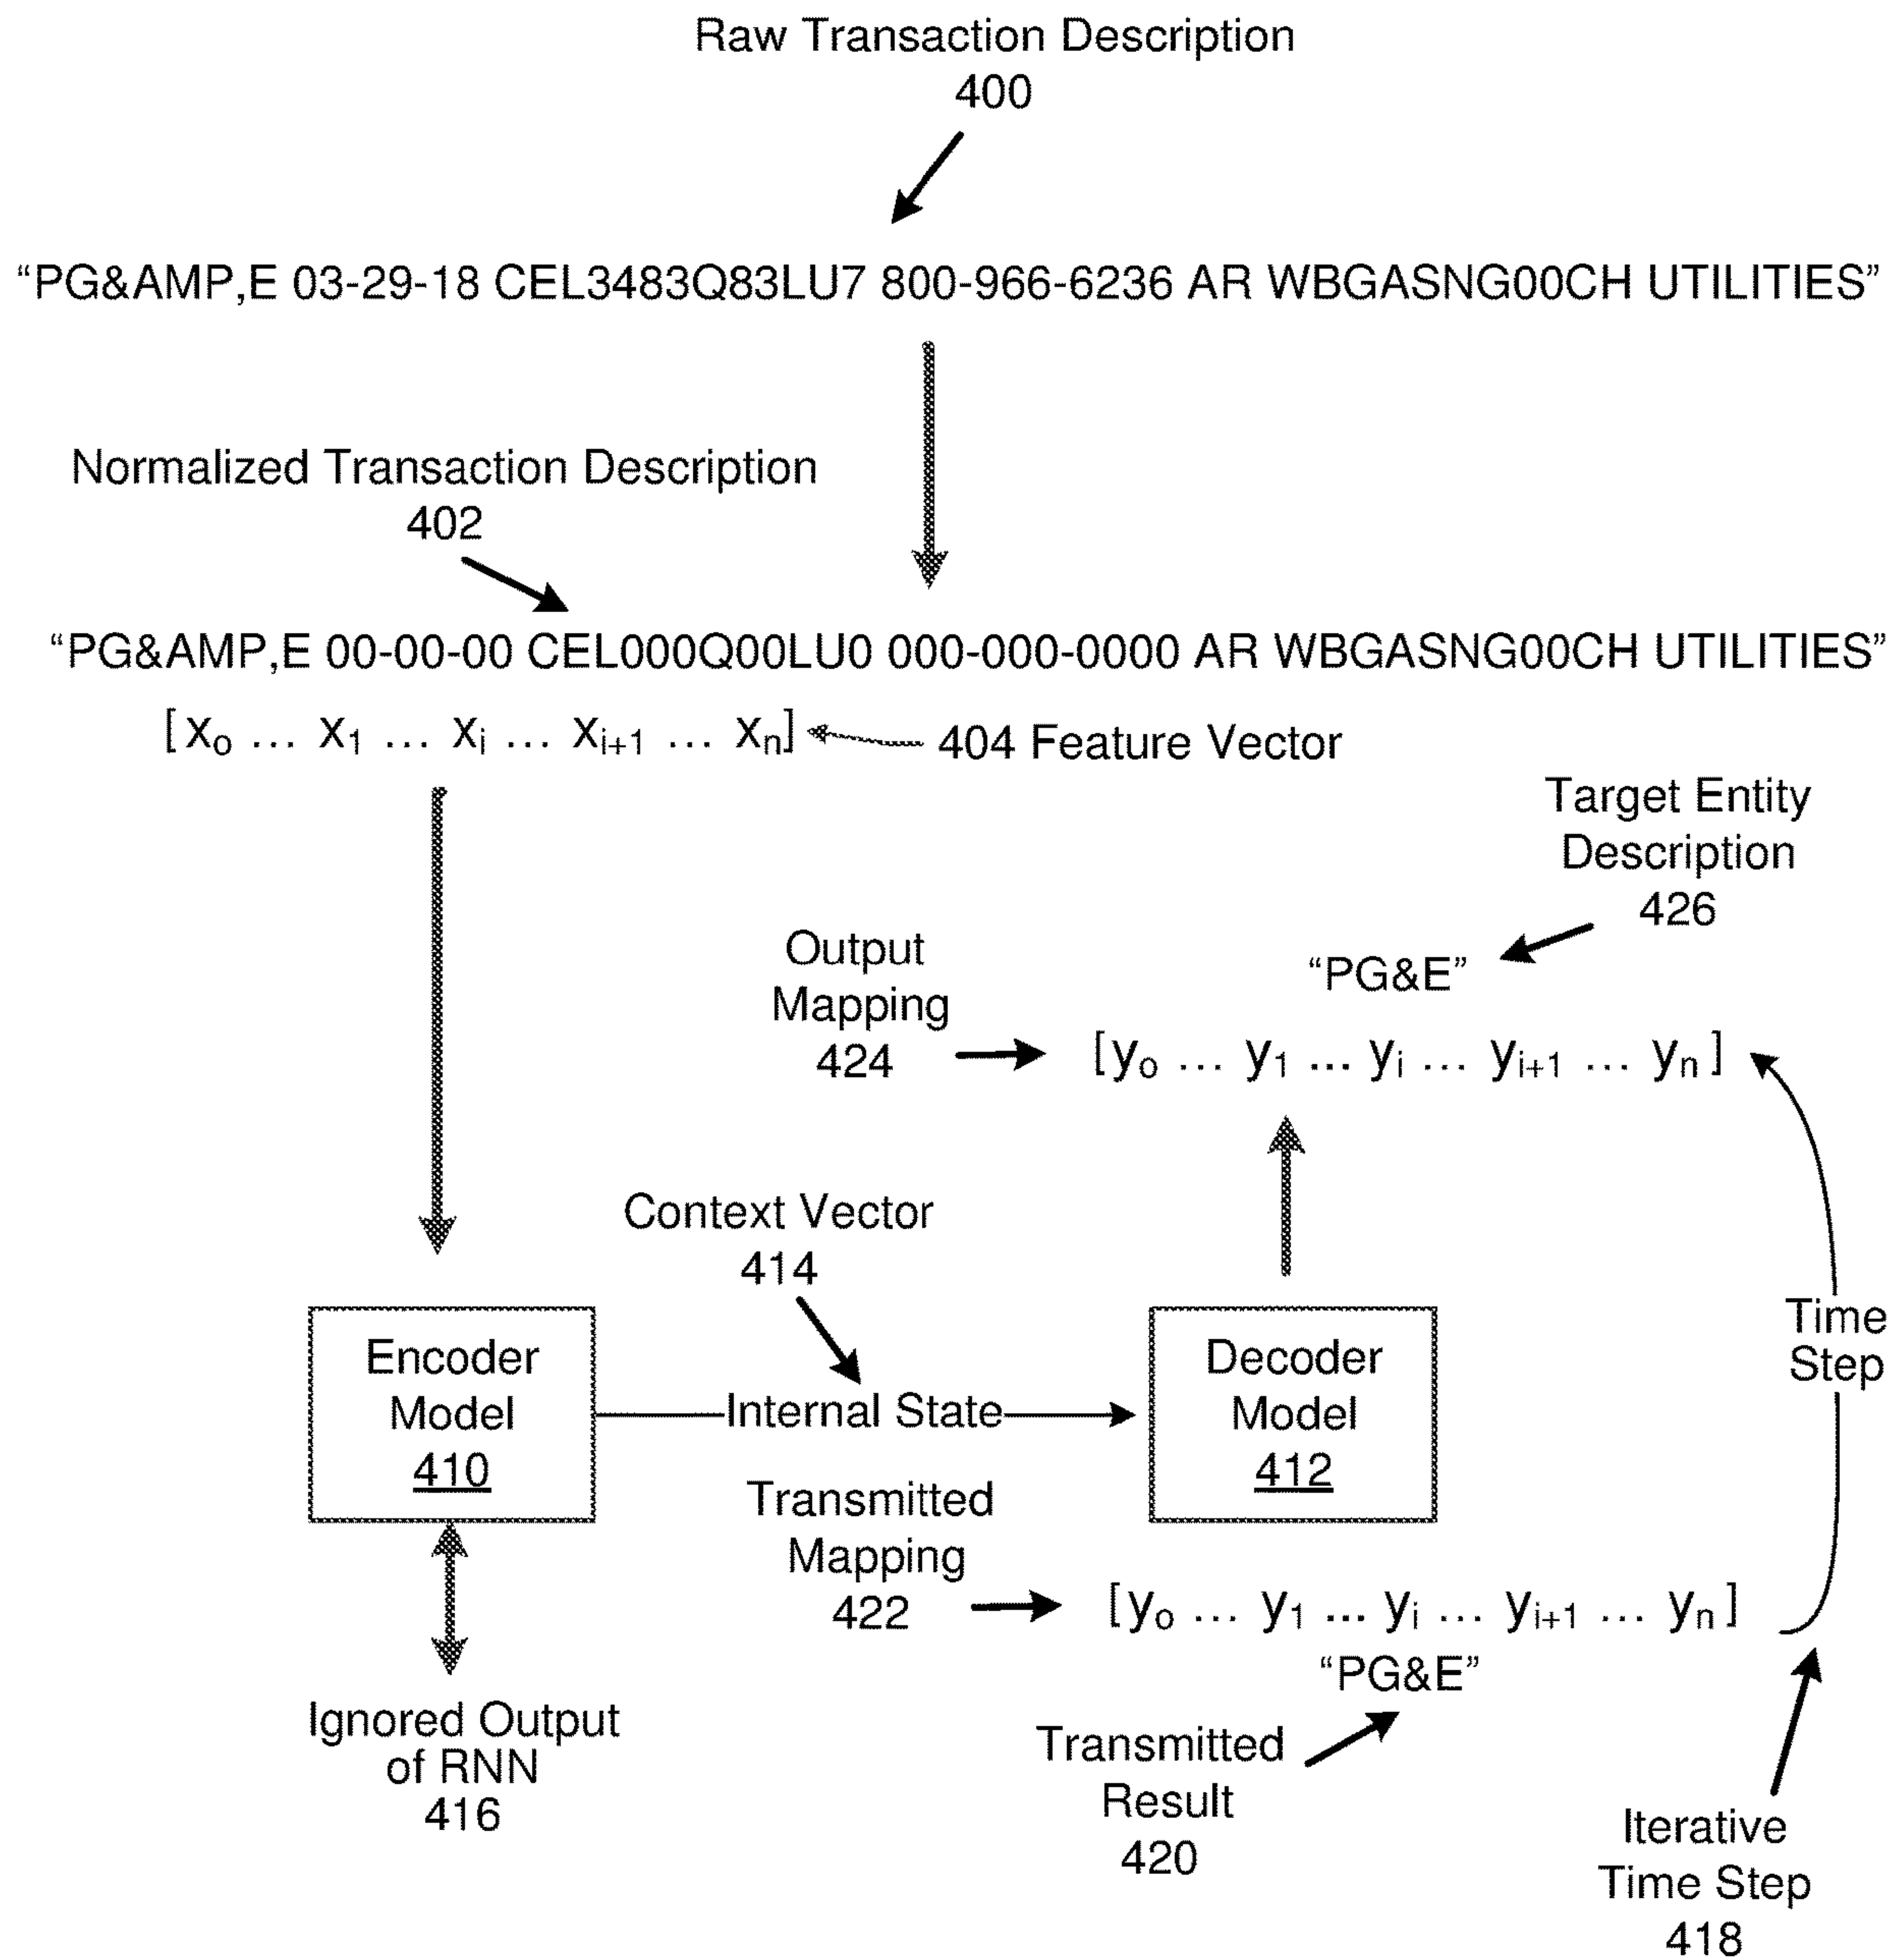 Raw Transaction Description
400
“PG&AMP,E 03-29-18 CEL3483Q83LU7 800-966-6236 AR WBGASNG00CH UTILITIES”
Normalized Transaction Description
402
“PG&AMP,E 00-00-00 CEL000Q00LU0 000-000-0000 AR WBGASNG00CH UTILITIES”
[xo ... x1 ... xi ... xi+1 ... xn]
404 Feature Vector
Target Entity
Description
426
“PG&E”
Output
Mapping
424
[yo ... y1 ... yi ... yi+1 ... yn]
Context Vector
414
Time
Step
Encoder
Model
410
Internal State
Decoder
Model
412
Transmitted
Mapping
422
[yo ... y1 ... yi ... yi+1 ... yn]
“PG&E”
Ignored Output
of RNN
416
Transmitted
Result
420
Iterative
Time Step
418